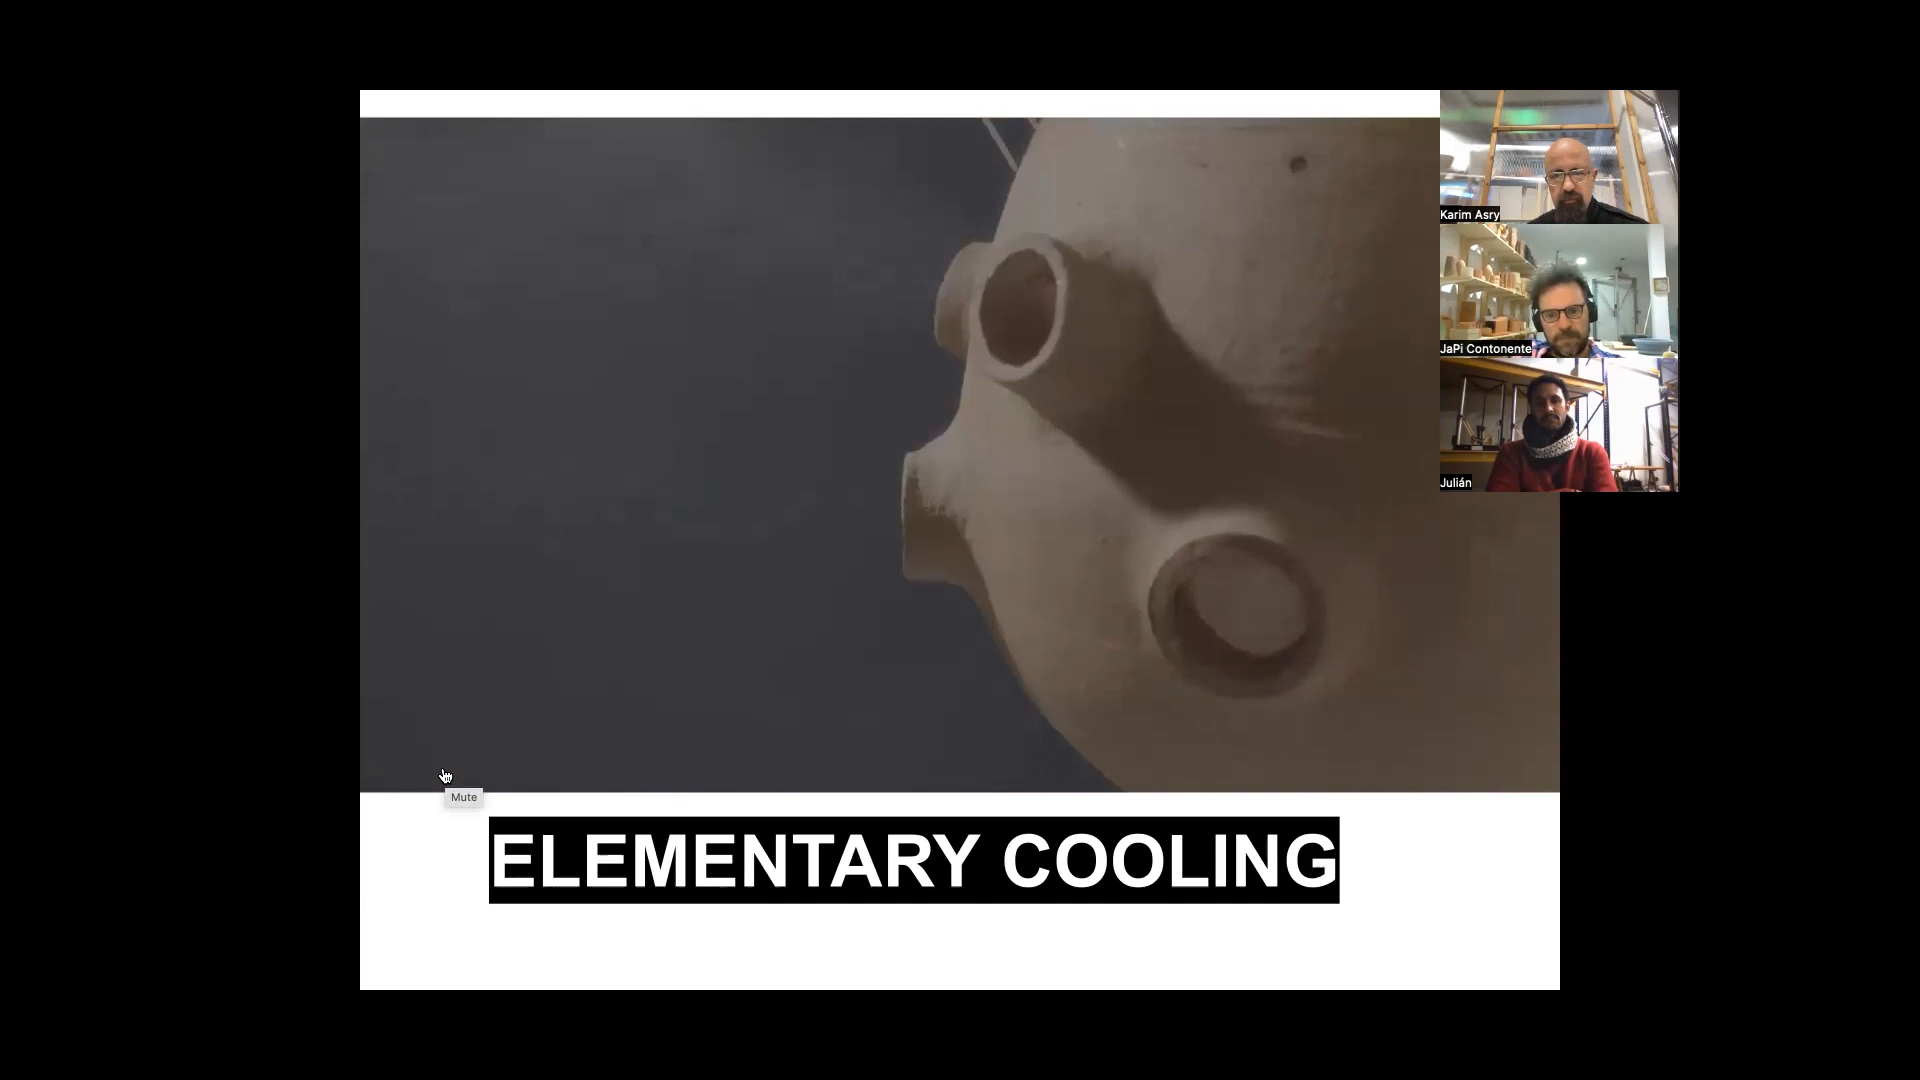 Karim Asry
JaPi Contonente
Julián
Mute
ELEMENTARY COOLING